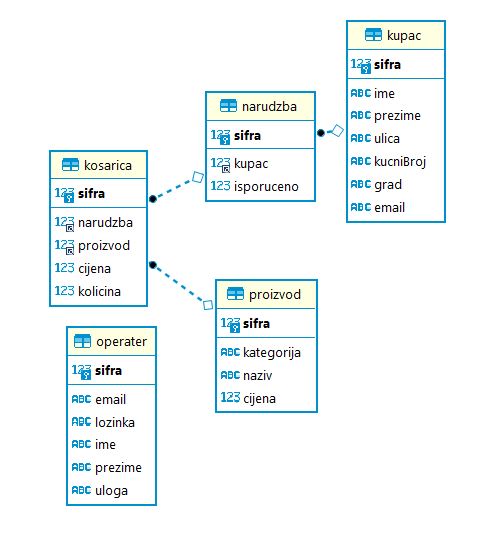 kupac
123 sifra
ABC ime
ABC prezime
ABC ulica
ABC kucniBroj
ABC grad
ABC email
narudzba
123 sifra
123 kupac
123 isporuceno
kosarica
123 sifra
123 narudzba
123 proizvod
123 cijena
123 kolicina
proizvod
123 sifra
ABC kategorija
ABC naziv
123 cijena
operater
123 sifra
ABC email
ABC lozinka
ABC ime
ABC prezime
ABC uloga